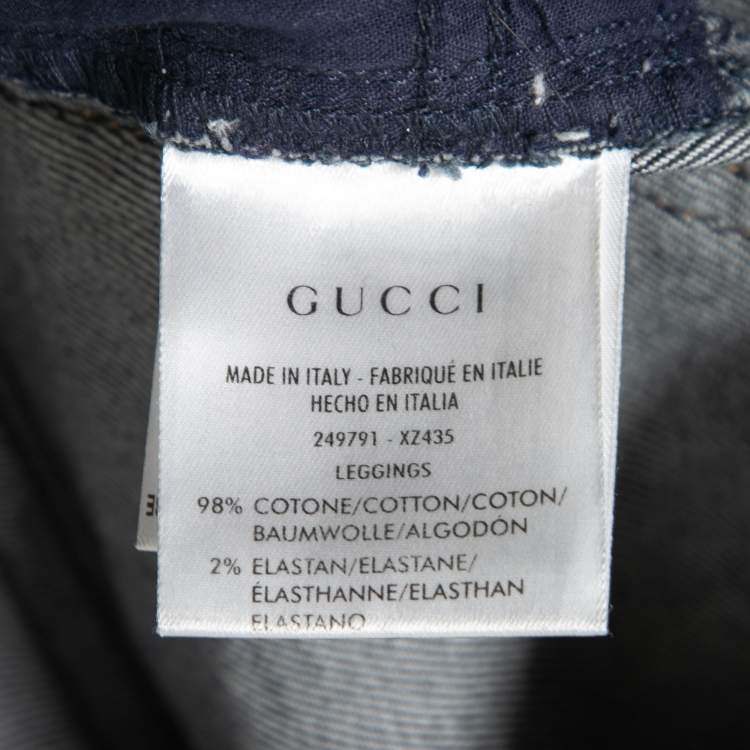 GUCCI
MADE IN ITALY - FABRIQUÉ EN ITALIE
HECHO EN ITALIA
249791 - XZ435
LEGGINGS
98% COTONE/COTTON/COTON/
BAUMWOLLE/ALGODÓN
2% ELASTAN/ELASTANE/
ÉLASTHANNE/ELASTHAN
ELASTANO